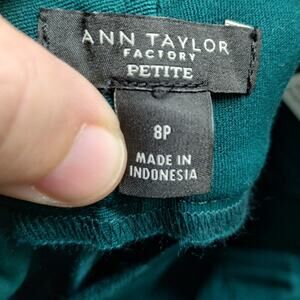 ANN TAYLOR
FACTORY
PETITE
8P
MADE IN
INDONESIA